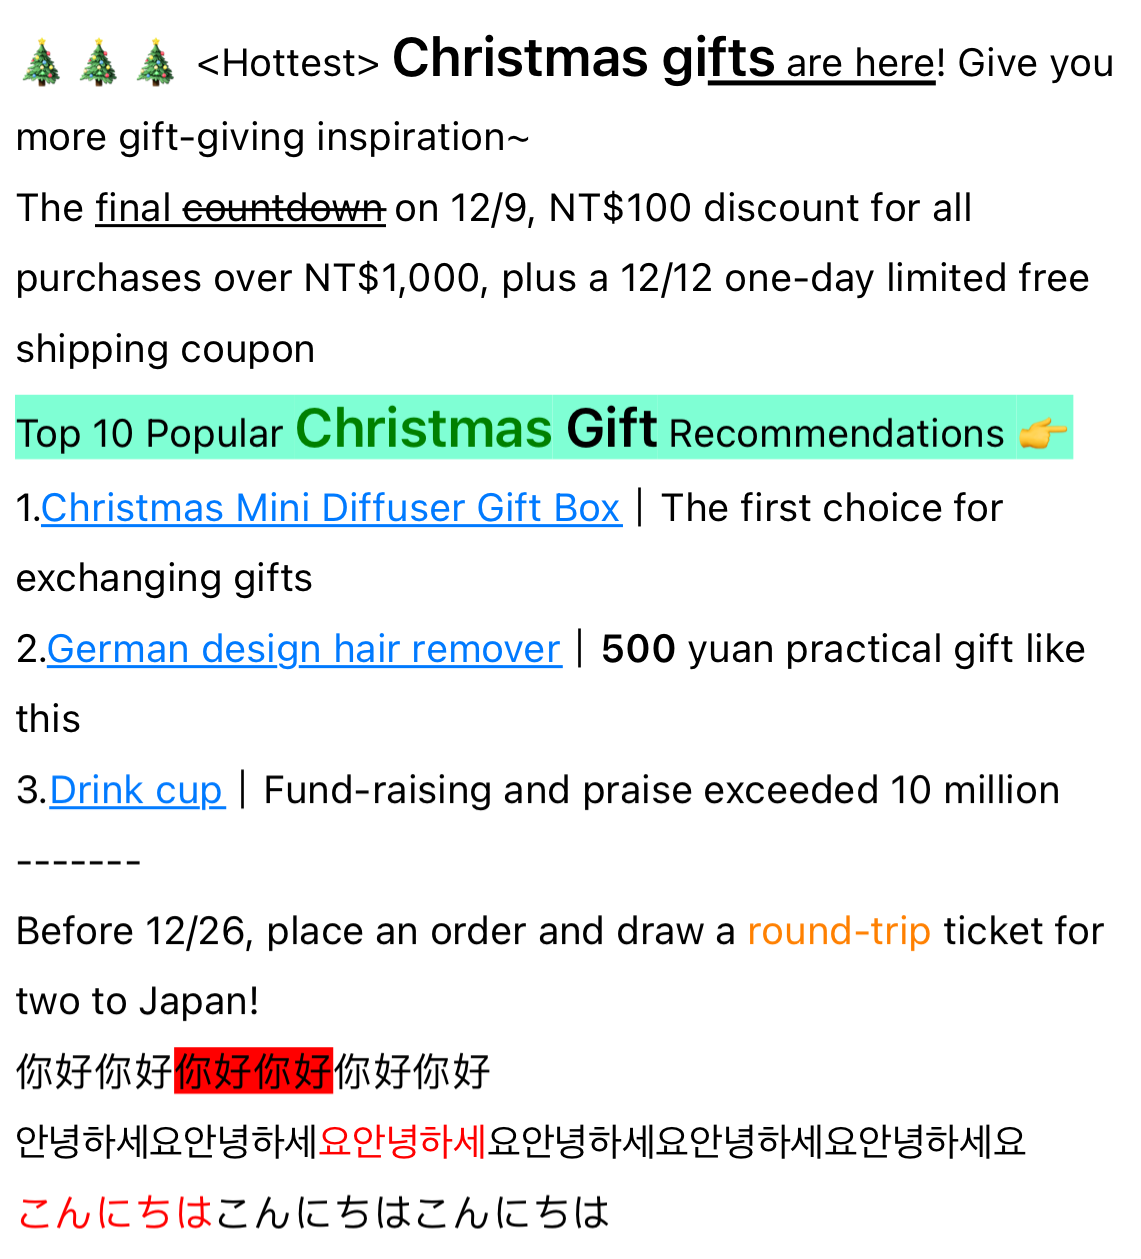 🎄🎄🎄 <Hottest> Christmas gifts are here! Give you
more gift-giving inspiration~
The final countdown on 12/9, NT$100 discount for all
purchases over NT$1,000, plus a 12/12 one-day limited free
shipping coupon
Top 10 Popular Christmas Gift Recommendations 👉
1.Christmas Mini Diffuser Gift Box｜The first choice for
exchanging gifts
2.German design hair remover｜500 yuan practical gift like
this
3.Drink cup｜Fund-raising and praise exceeded 10 million
-------
Before 12/26, place an order and draw a round-trip ticket for
two to Japan!
你好你好你好你好你好你好
안녕하세요안녕하세요안녕하세요안녕하세요안녕하세요안녕하세요
こんにちはこんにちはこんにちは